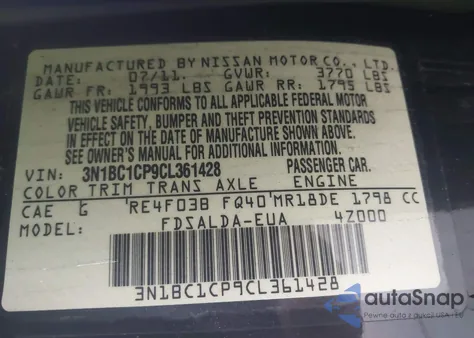 MANUFACTURED BY NISSAN MOTOR CO., LTD.
DATE: 07/11. GVWR: 3770 LBS
GAWR FR: 1993 LBS GAWR RR: 1795 LBS
THIS VEHICLE CONFORMS TO ALL APPLICABLE FEDERAL MOTOR
VEHICLE SAFETY, BUMPER, AND THEFT PREVENTION STANDARDS
IN EFFECT ON THE DATE OF MANUFACTURE SHOWN ABOVE.
SEE OWNER'S MANUAL FOR ADDITIONAL INFORMATION.
VIN: 3N1BC1CP9CL361428 PASSENGER CAR.
COLOR TRIM TRANS AXLE ENGINE
CAE G RE4F03B FQ40 MR18DE 1798 CC
MODEL: FDSALDA-EUA 4Z000
3N1BC1CP9CL361428
autoSnap
Pewne auto z USA